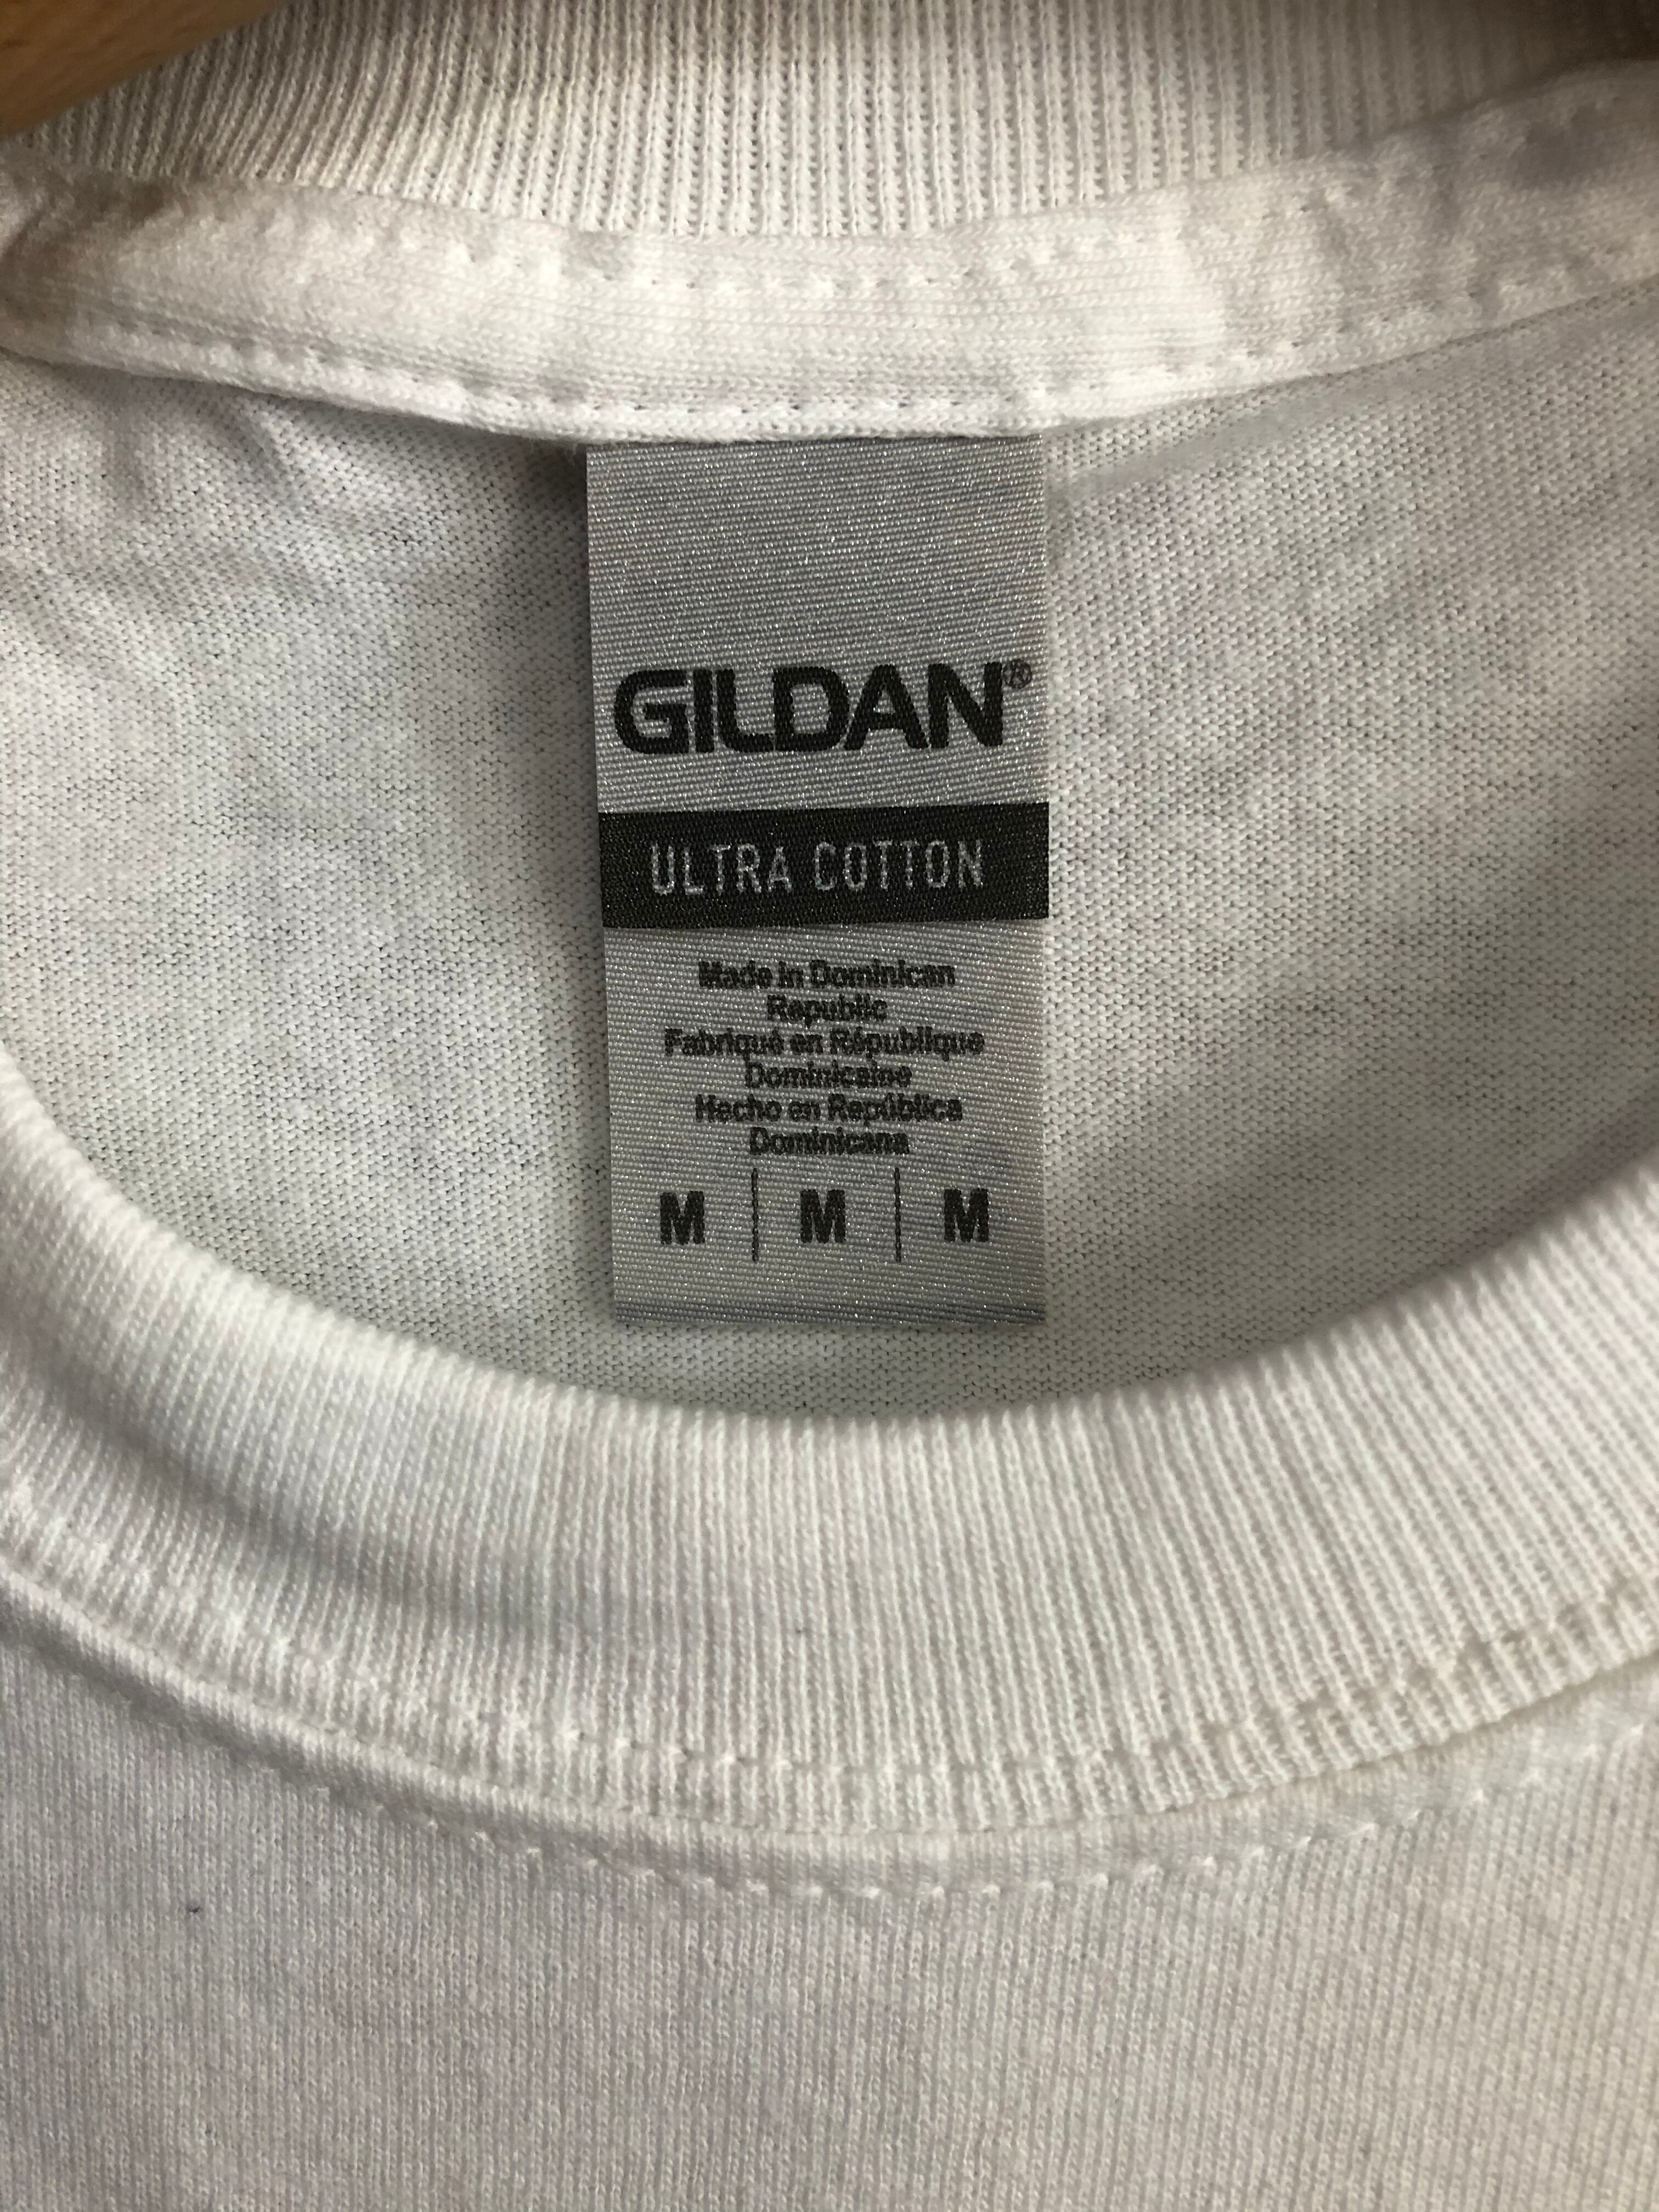 GILDAN®
ULTRA COTTON
Made in Dominican
Republic
Fabriqué en République
Dominicaine
Hecho en República
Dominicana
M | M | M